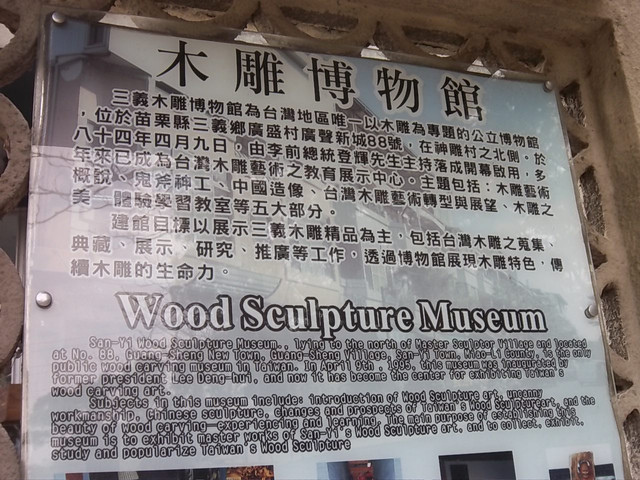 木雕博物館
三義木雕博物館為台灣地區唯一以木雕為專題的公立博物館
，位於苗栗縣三義鄉廣盛村廣聲新城88號，在神雕村之北側。於
八十四年四月九日，由李前總統登輝先生主持落成開幕啟用，多
年來已成為台灣木雕藝術之教育展示中心。主題包括：木雕藝術
概說、鬼斧神工、中國造像、台灣木雕藝術轉型與展望、木雕之
美—體驗學習教室等五大部分。
建館目標以展示三義木雕精品為主，包括台灣木雕之蒐集、
典藏、展示、研究、推廣等工作，透過博物館展現木雕特色，傳
續木雕的生命力。
Wood Sculpture Museum
San-Yi Wood Sculpture Museum., lying to the north of Master Sculptor Village and located
at No. 88, Guang-Sheng New Town, Guang-Sheng Village, San-Yi Town, Miao-Li county, is the only
public wood carving museum in Taiwan. In April 9th , 1995, this museum was inaugurated by
former president Lee Deng-hui. and now it has become the center for exhibiting Taiwan's
wood carving art.
Subjects in this museum include: introduction of Wood Sculpture art, uncanny
workmanship, Chinese sculpture, changes and prospects of Taiwan's Wood Sculptureart, and the
beauty of wood carving—experiencing and learning. The main purpose of establishing this
museum is to exhibit master works of San-Yi's Wood Sculpture art, and to collect, exhibit,
study and popularize Taiwan's Wood Sculpture